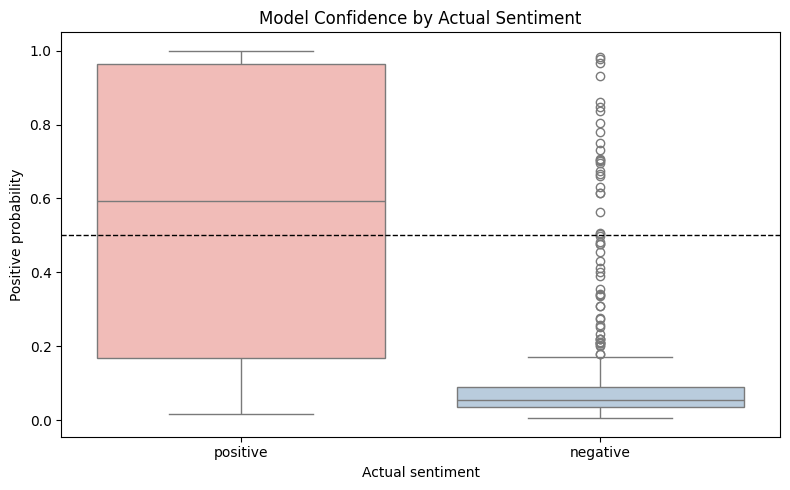 Model Confidence by Actual Sentiment
Positive probability
1.0
0.8
0.6
0.4
0.2
0.0
positive
negative
Actual sentiment